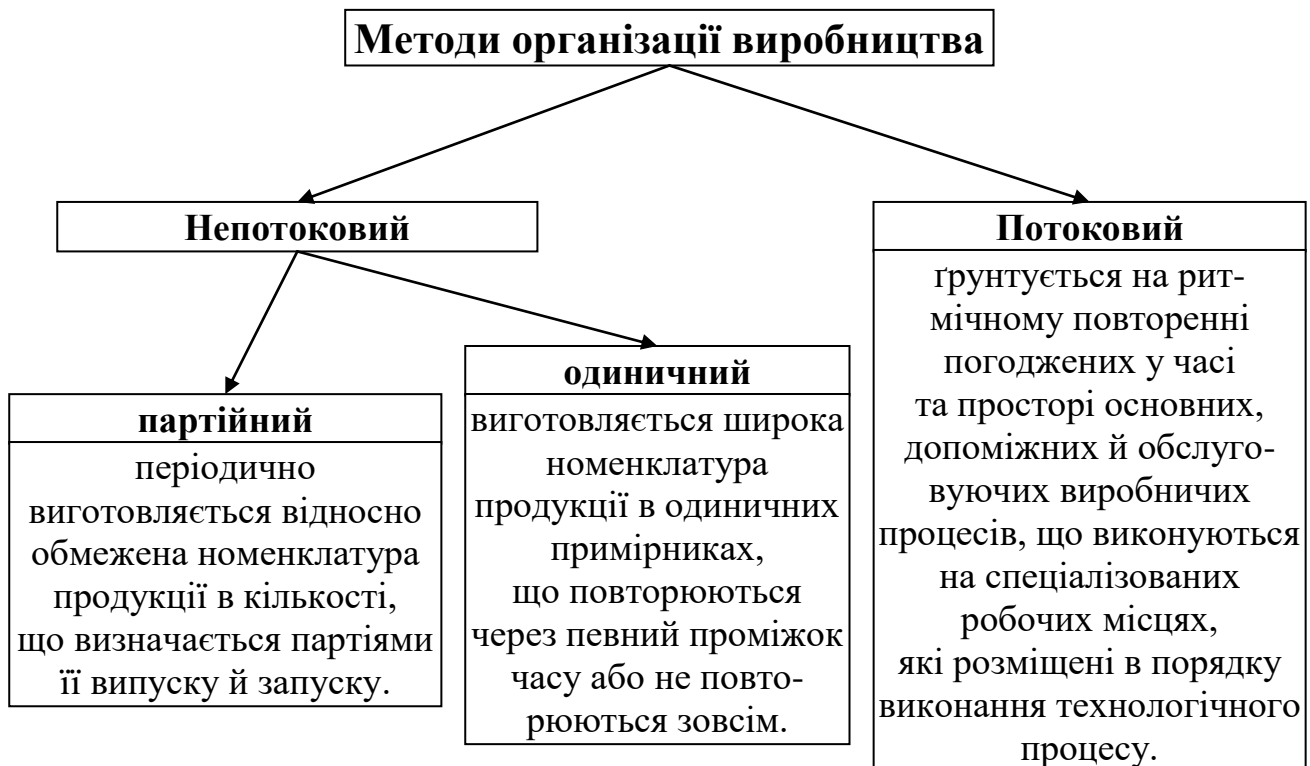 Методи організації виробництва
Непотоковий
партійний
періодично
виготовляється відносно
обмежена номенклатура
продукції в кількості,
що визначається партіями
її випуску й запуску.
одиничний
виготовляється широка
номенклатура
продукції в одиничних
примірниках,
що повторюються
через певний проміжок
часу або не повто-
рюються зовсім.
Потоковий
ґрунтується на рит-
мічному повторенні
погоджених у часі
та просторі основних,
допоміжних й обслуго-
вуючих виробничих
процесів, що виконуються
на спеціалізованих
робочих місцях,
які розміщені в порядку
виконання технологічного
процесу.